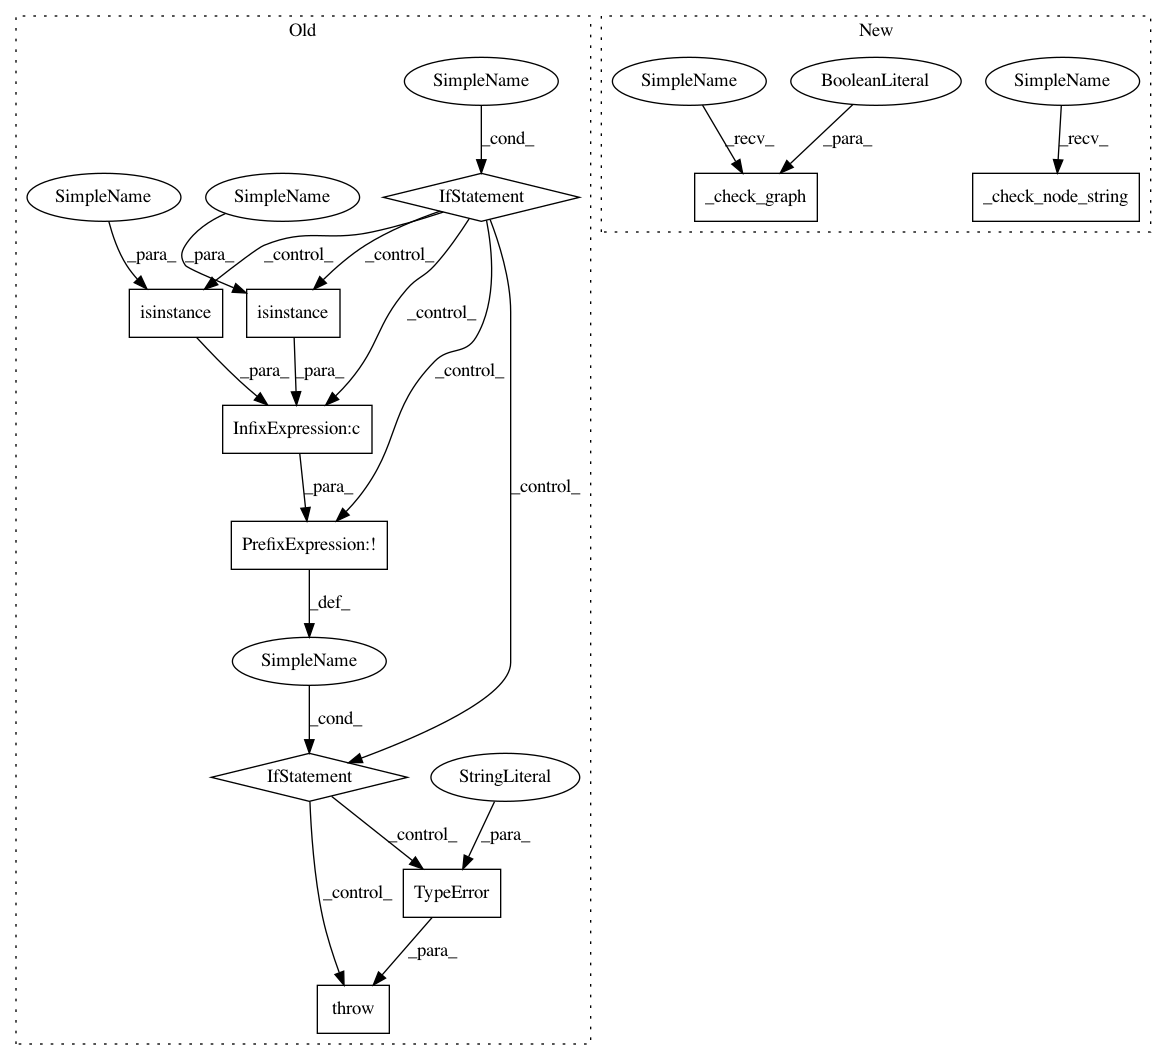 Old
New
SimpleName
SimpleName
BooleanLiteral
SimpleName
_cond_
_recv_
_para_
_recv_
SimpleName
SimpleName
IfStatement
_check_graph
_check_node_string
_para_
_para_
_control_
_control_
isinstance
isinstance
_control_
_para_
_para_
_control_
InfixExpression:c
_para_
_control_
PrefixExpression:!
_def_
SimpleName
_cond_
IfStatement
StringLiteral
_control_
_para_
_control_
TypeError
_para_
throw